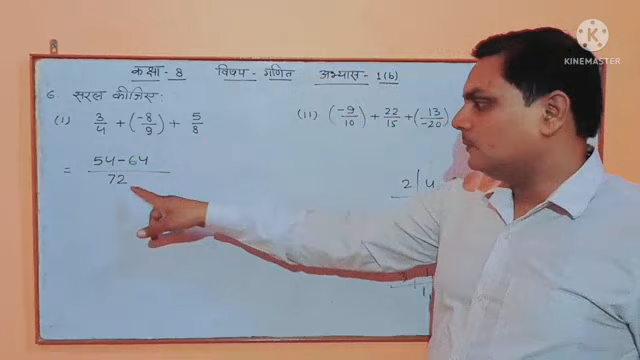 KINEMASTER
कक्षा - 8 विषय - गणित अभ्यास - 1(b)
6. सरल कीजिए:
(i) 3/4 + (-8/9) + 5/8
(ii) (-9/10) + 22/15 + (13/-20)
= 54-64/72
2 | 4